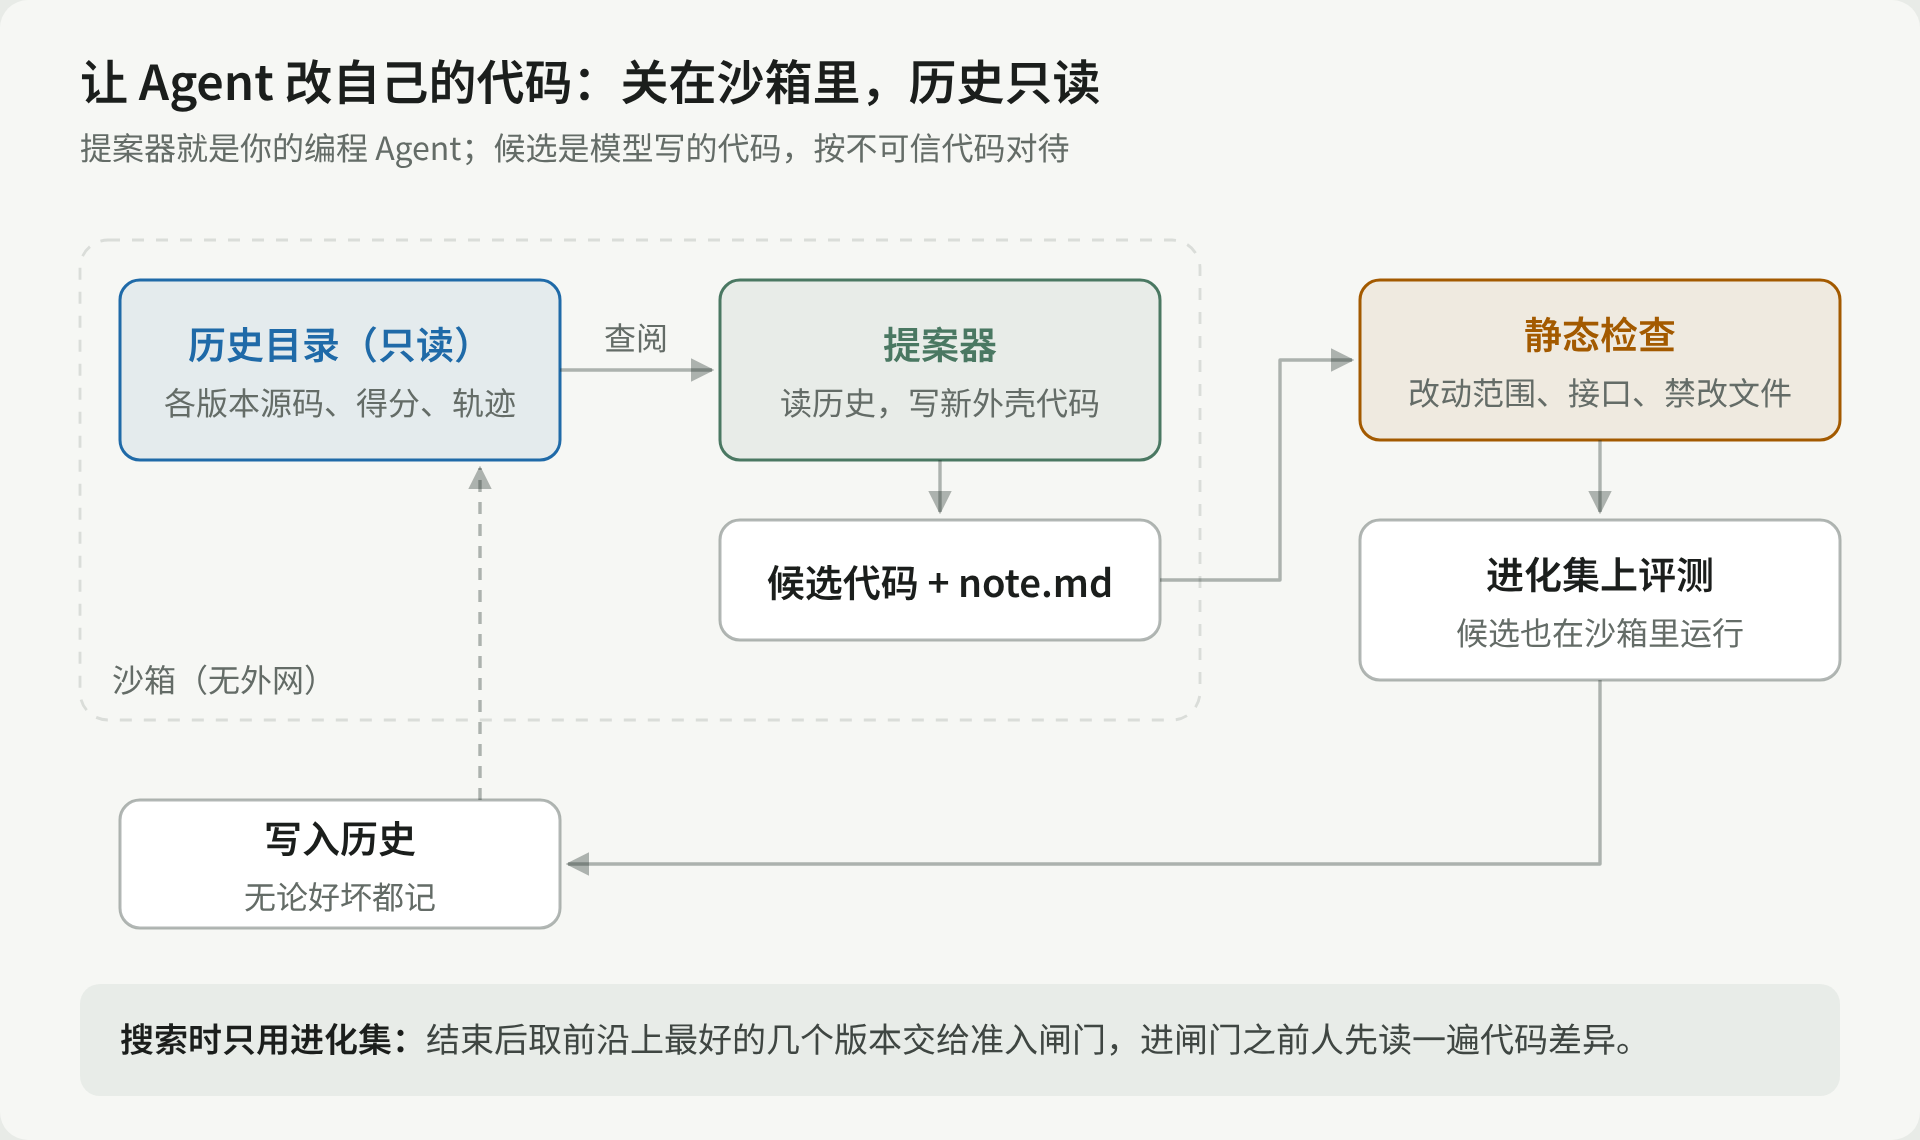 让 Agent 改自己的代码：关在沙箱里，历史只读
提案器就是你的编程 Agent；候选是模型写的代码，按不可信代码对待
历史目录（只读）
各版本源码、得分、轨迹
查阅
提案器
读历史，写新外壳代码
静态检查
改动范围、接口、禁改文件
候选代码 + note.md
进化集上评测
候选也在沙箱里运行
沙箱（无外网）
写入历史
无论好坏都记
搜索时只用进化集：结束后取前沿上最好的几个版本交给准入闸门，进闸门之前人先读一遍代码差异。